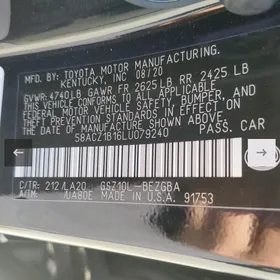 MFD. BY: TOYOTA MOTOR MANUFACTURING,
KENTUCKY, INC 08/20
GVWR: 4740LB GAWR FR 2625LB RR 2425 LB
THIS VEHICLE CONFORMS TO ALL APPLICABLE
FEDERAL MOTOR VEHICLE SAFETY, BUMPER, AND
THEFT PREVENTION STANDARDS IN EFFECT ON
THE DATE OF MANUFACTURE SHOWN ABOVE.
58ACZ1B16LU079240 PASS. CAR
C/TR: 212/LA20 GSZ10L-BEZGBA
A/TM: /UA80E MADE IN U.S.A. 91753